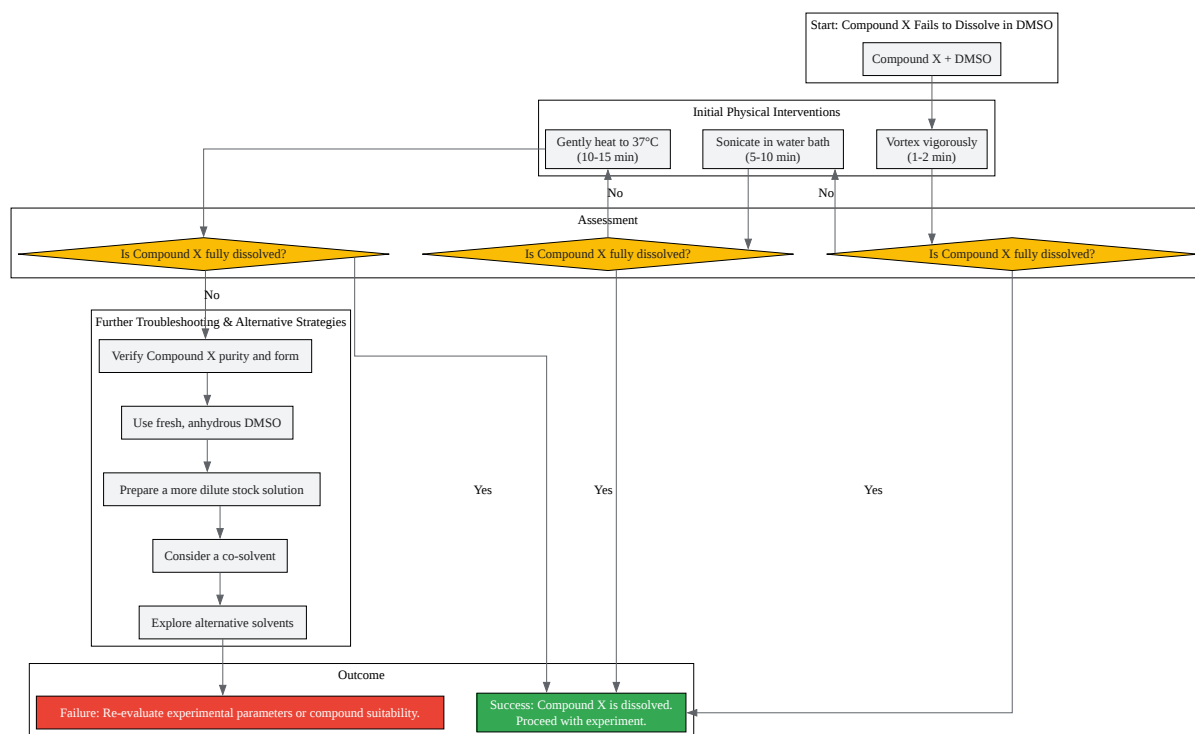 Start: Compound X Fails to Dissolve in DMSO
Compound X + DMSO
Initial Physical Interventions
Gently heat to 37°C
(10-15 min)
Sonicate in water bath
(5-10 min)
Vortex vigorously
(1-2 min)
No
No
Assessment
Is Compound X fully dissolved?
Is Compound X fully dissolved?
Is Compound X fully dissolved?
No
Further Troubleshooting & Alternative Strategies
Verify Compound X purity and form
Use fresh, anhydrous DMSO
Prepare a more dilute stock solution
Yes
Yes
Yes
Consider a co-solvent
Explore alternative solvents
Outcome
Failure: Re-evaluate experimental parameters or compound suitability.
Success: Compound X is dissolved.
Proceed with experiment.